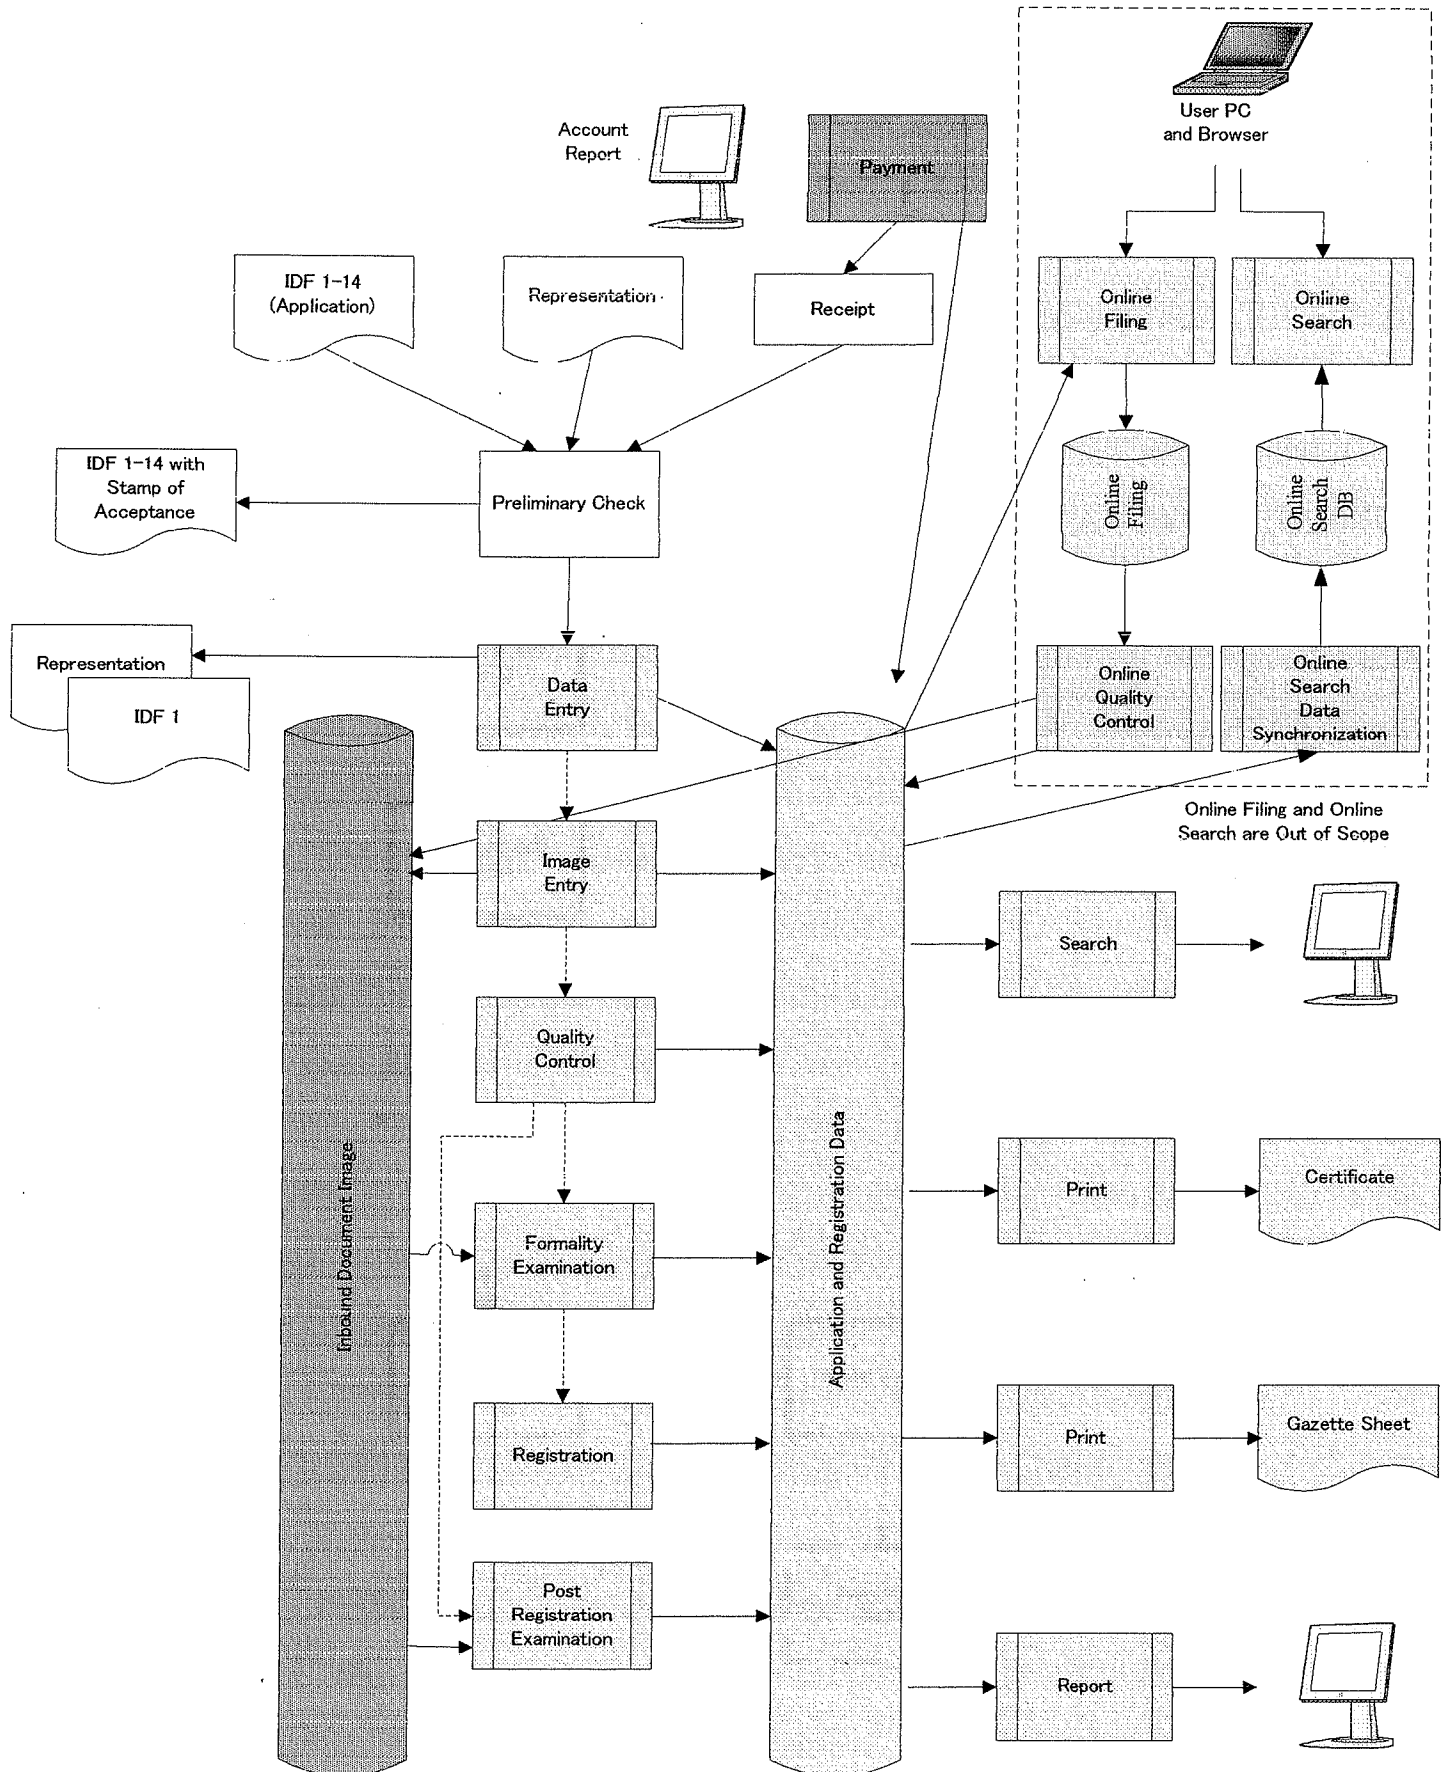 User PC
and Browser
Account
Report
Payment
IDF 1-14
(Application)
Representation
Receipt
Online
Filing
Online
Search
IDF 1-14 with
Stamp of
Acceptance
Preliminary Check
Online
Filing
Online
Search
DB
Representation
IDF 1
Data
Entry
Online
Quality
Control
Online
Search
Data
Synchronization
Online Filing and Online
Search are Out of Scope
Image
Entry
Search
Quality
Control
Inbound Document Image
Application and Registration Data
Print
Certificate
Formality
Examination
Registration
Print
Gazette Sheet
Post
Registration
Examination
Report